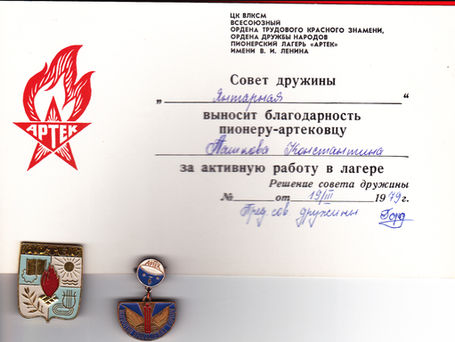 ЦК ВЛКСМ
ВСЕСОЮЗНЫЙ
ОРДЕНА ТРУДОВОГО КРАСНОГО ЗНАМЕНИ,
ОРДЕНА ДРУЖБЫ НАРОДОВ
ПИОНЕРСКИЙ ЛАГЕРЬ «АРТЕК»
ИМЕНИ В. И. ЛЕНИНА
АРТЕК
Совет дружины
„Янтарная“
выносит благодарность
пионеру-артековцу
Пашкова Константина
за активную работу в лагере
Решение совета дружины
№ от 19/III 1979г.
Пред. сов. дружины